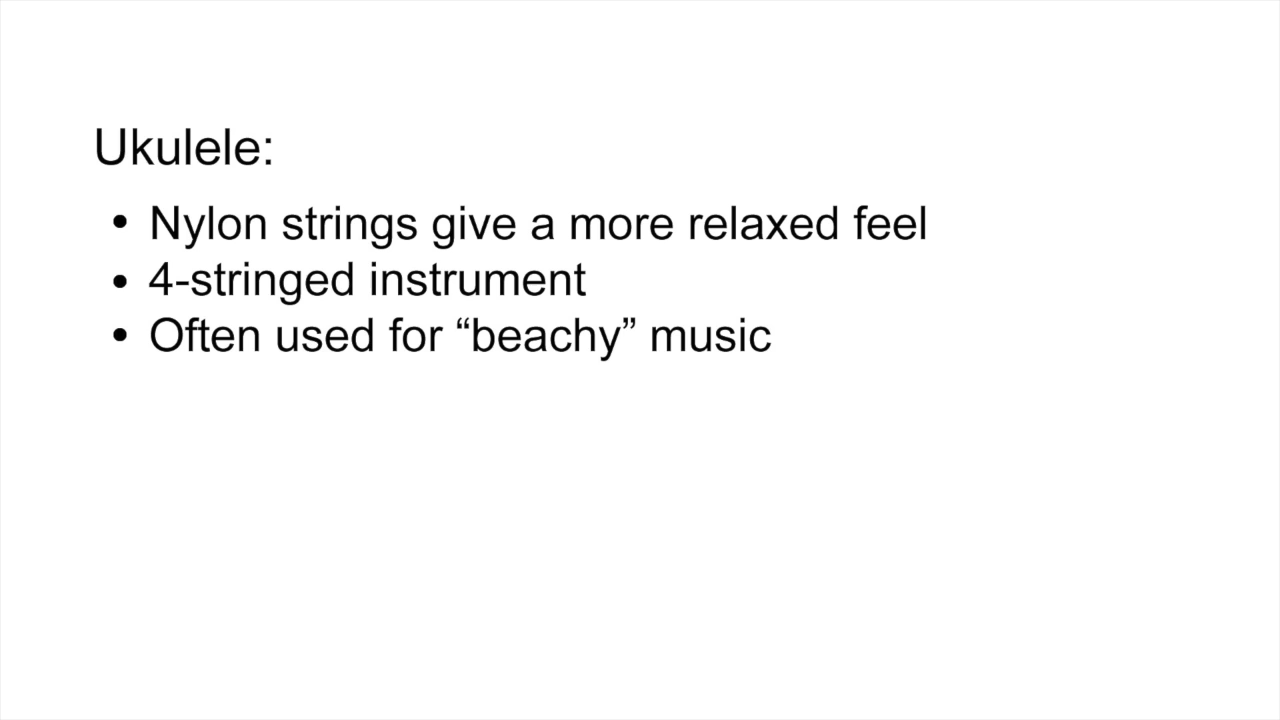 Ukulele:
• Nylon strings give a more relaxed feel
• 4-stringed instrument
• Often used for “beachy” music